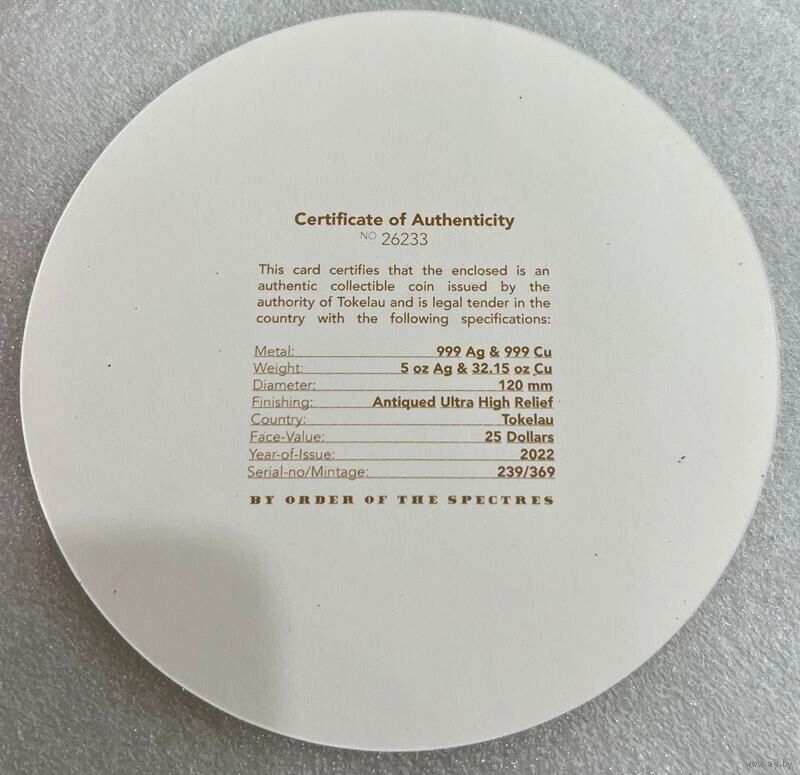 Certificate of Authenticity
NO 26233
This card certifies that the enclosed is an
authentic collectible coin issued by the
authority of Tokelau and is legal tender in the
country with the following specifications:
Metal: 999 Ag & 999 Cu
Weight: 5 oz Ag & 32.15 oz Cu
Diameter: 120 mm
Finishing: Antiqued Ultra High Relief
Country: Tokelau
Face-Value: 25 Dollars
Year-of-Issue: 2022
Serial-no/Mintage: 239/369
BY ORDER OF THE SPECTRES
www.ay.by